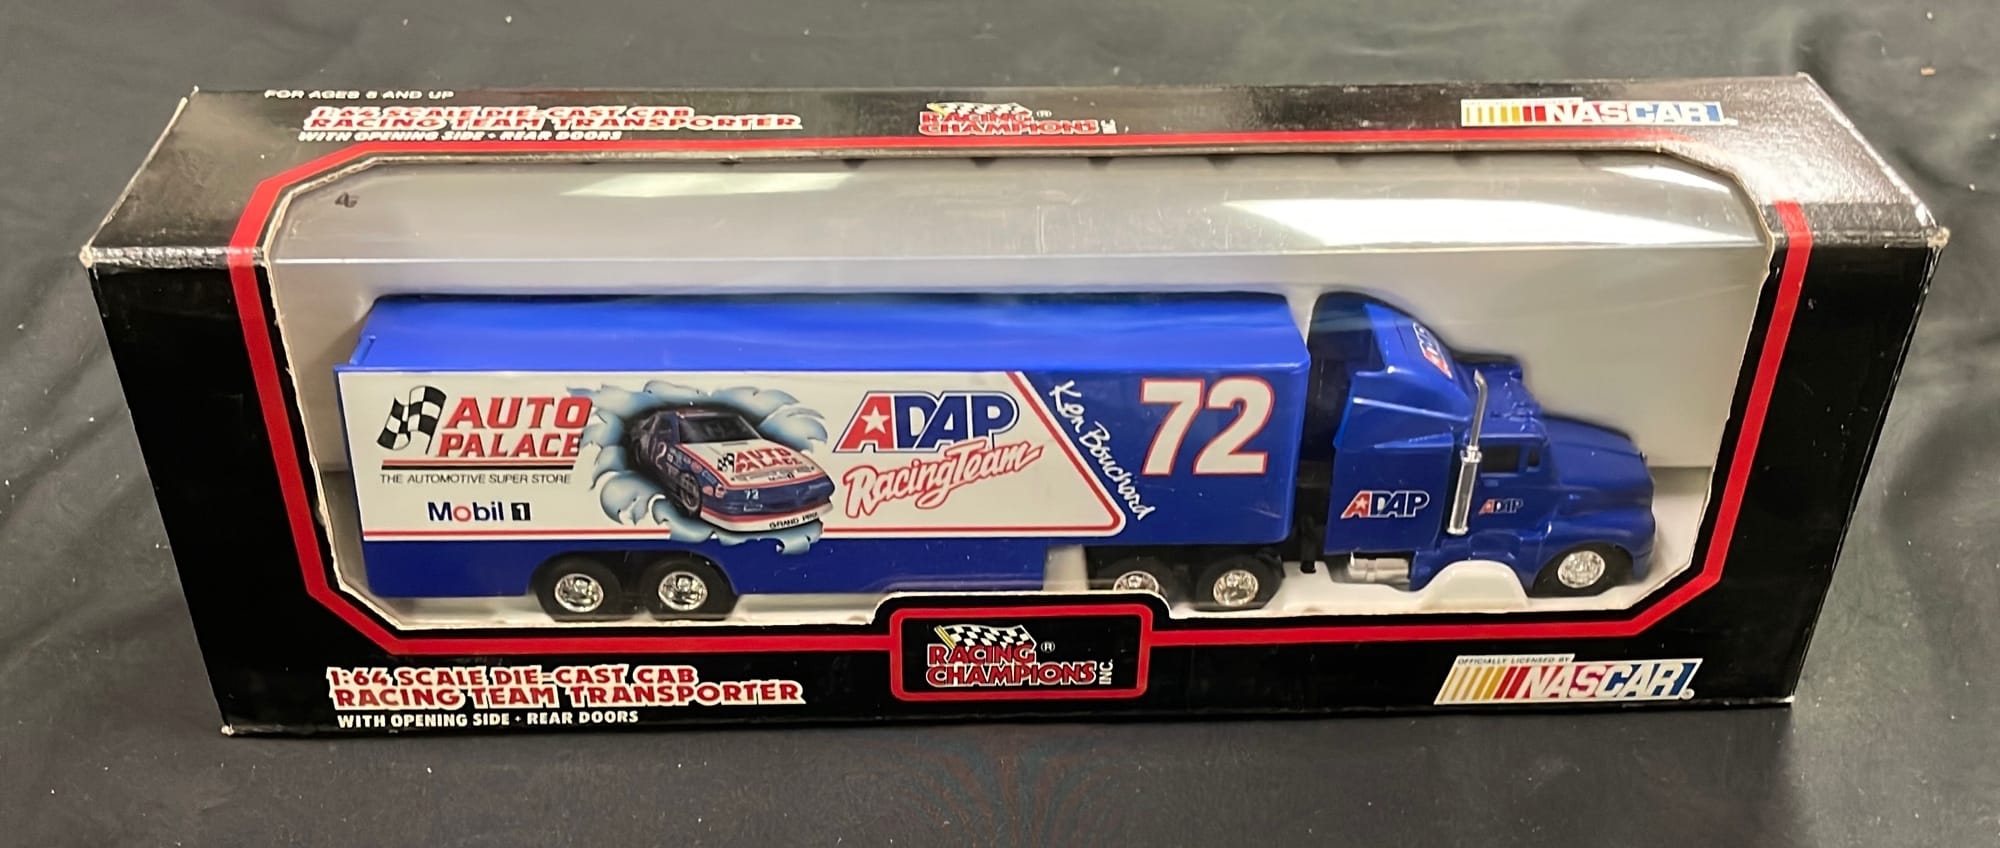 FOR AGES 6 AND UP
1:64 SCALE DIE-CAST CAB
RACING TEAM TRANSPORTER
WITH OPENING SIDE • REAR DOORS
RACING ®
CHAMPIONS INC.
NASCAR
AUTO
PALACE
THE AUTOMOTIVE SUPER STORE
Mobil 1
AUTO
PALACE
72
GRAND PRIX
ADAP
Racing Team
Ken Bouchard
72
ADAP
ADAP
ADAP
1:64 SCALE DIE-CAST CAB
RACING TEAM TRANSPORTER
WITH OPENING SIDE • REAR DOORS
RACING ®
CHAMPIONS INC.
OFFICIALLY LICENSED BY
NASCAR®